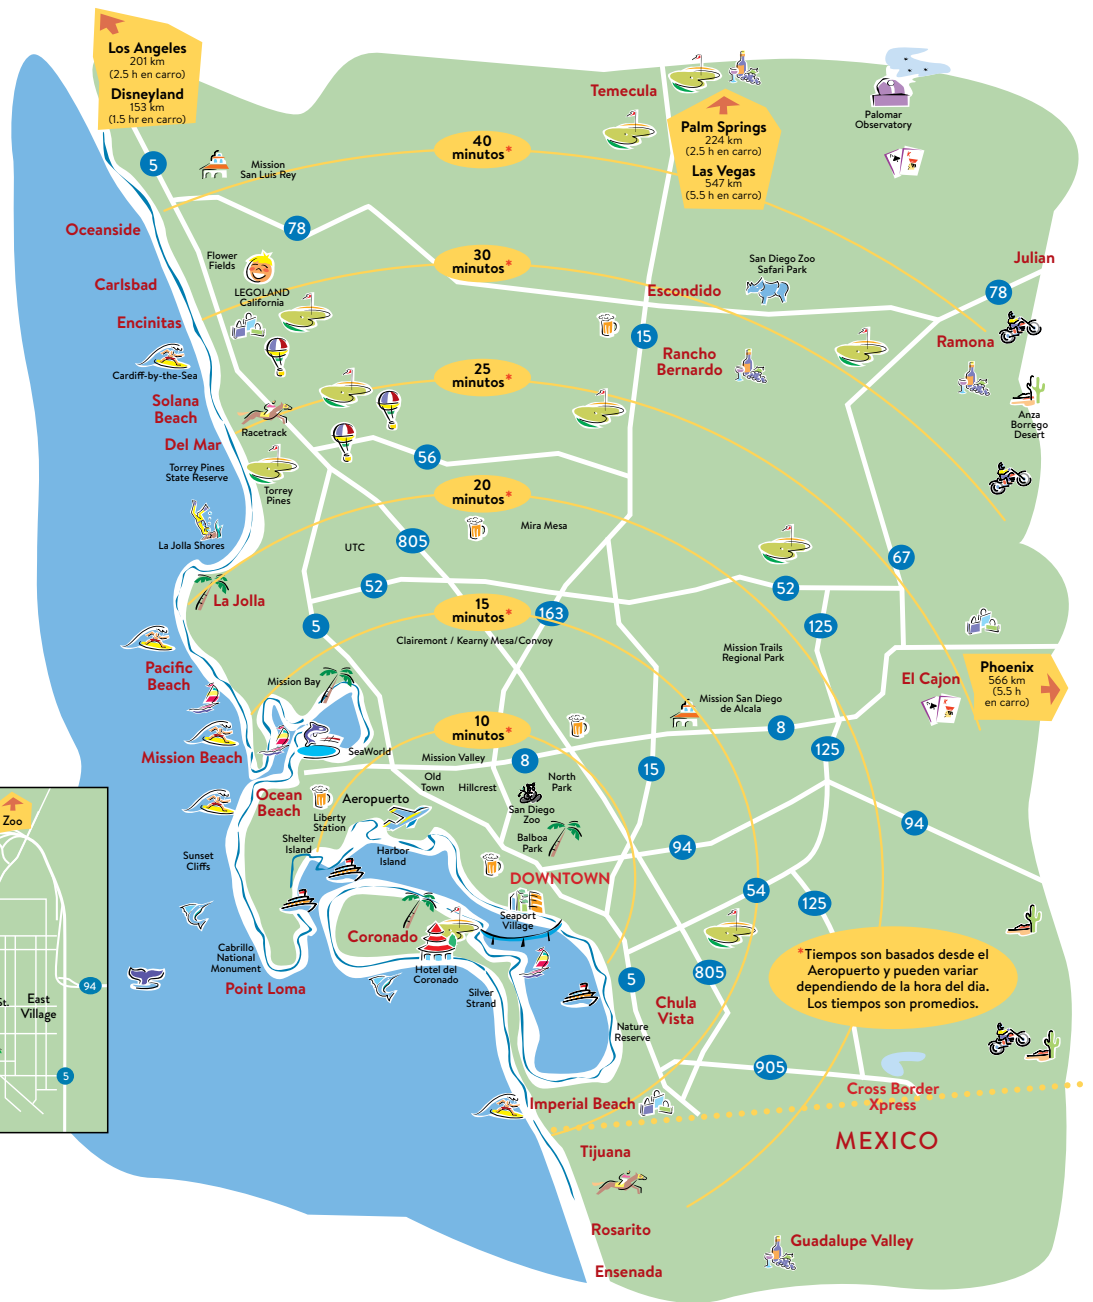 Los Angeles
201 km
(2.5 h en carro)
Disneyland
153 km
(1.5 hr en carro)
Temecula
Palm Springs
224 km
(2.5 h en carro)
Las Vegas
547 km
(5.5 h en carro)
Palomar
Observatory
40
minutos*
5
Mission
San Luis Rey
Oceanside
78
Flower
Fields
30
minutos*
San Diego Zoo
Safari Park
Julian
Carlsbad
LEGOLAND
California
Escondido
78
Encinitas
15
Ramona
Rancho
Bernardo
Cardiff-by-the-Sea
25
minutos*
Solana
Beach
Racetrack
Anza
Borrego
Desert
Del Mar
56
Torrey Pines
State Reserve
Torrey
Pines
20
minutos*
Mira Mesa
La Jolla Shores
UTC
805
67
52
52
La Jolla
15
minutos*
163
5
125
Clairemont / Kearny Mesa/Convoy
Mission Trails
Regional Park
Pacific
Beach
Mission Bay
El Cajon
Phoenix
566 km
(5.5 h
en carro)
Mission San Diego
de Alcala
10
minutos*
8
125
Mission Beach
SeaWorld
Mission Valley
8
15
Old
Town
Hillcrest
North
Park
Ocean
Beach
Aeropuerto
San Diego
Zoo
Liberty
Station
Zoo
94
Shelter
Island
Harbor
Island
Balboa
Park
94
Sunset
Cliffs
DOWNTOWN
54
125
Seaport
Village
Coronado
Cabrillo
National
Monument
Hotel del
Coronado
*Tiempos son basados desde el
Aeropuerto y pueden variar
dependiendo de la hora del dia.
Los tiempos son promedios.
Point Loma
5
805
94
St.
East
Village
Silver
Strand
Chula
Vista
Nature
Reserve
5
905
Cross Border
Xpress
Imperial Beach
MEXICO
Tijuana
Rosarito
Guadalupe Valley
Ensenada